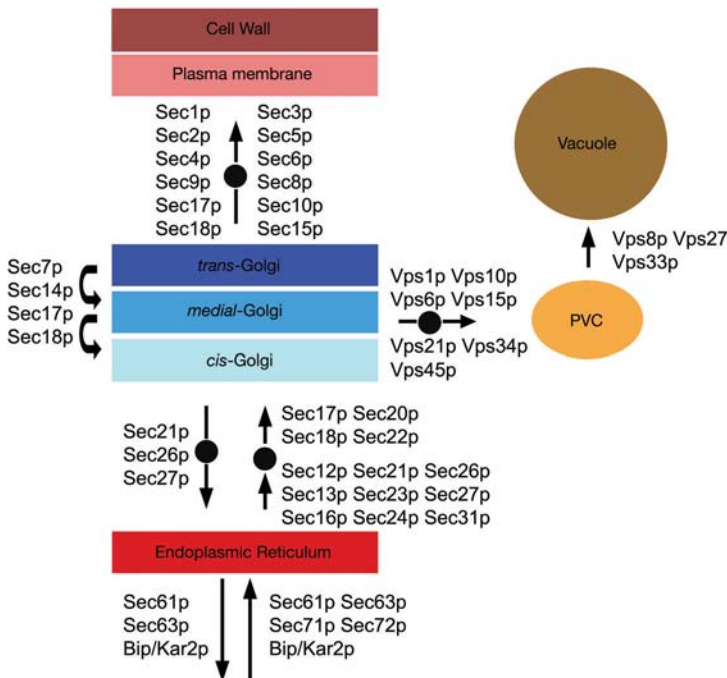 Cell Wall
Plasma membrane
Sec1p Sec3p
Sec2p Sec5p
Sec4p Sec6p
Sec9p Sec8p
Sec17p Sec10p
Sec18p Sec15p
Vacuole
Vps8p Vps27
Vps33p
PVC
Sec7p
Sec14p
Sec17p
Sec18p
trans-Golgi
medial-Golgi
cis-Golgi
Vps1p Vps10p
Vps6p Vps15p
Vps21p Vps34p
Vps45p
Sec21p
Sec26p
Sec27p
Sec17p Sec20p
Sec18p Sec22p
Sec12p Sec21p Sec26p
Sec13p Sec23p Sec27p
Sec16p Sec24p Sec31p
Endoplasmic Reticulum
Sec61p
Sec63p
Bip/Kar2p
Sec61p Sec63p
Sec71p Sec72p
Bip/Kar2p